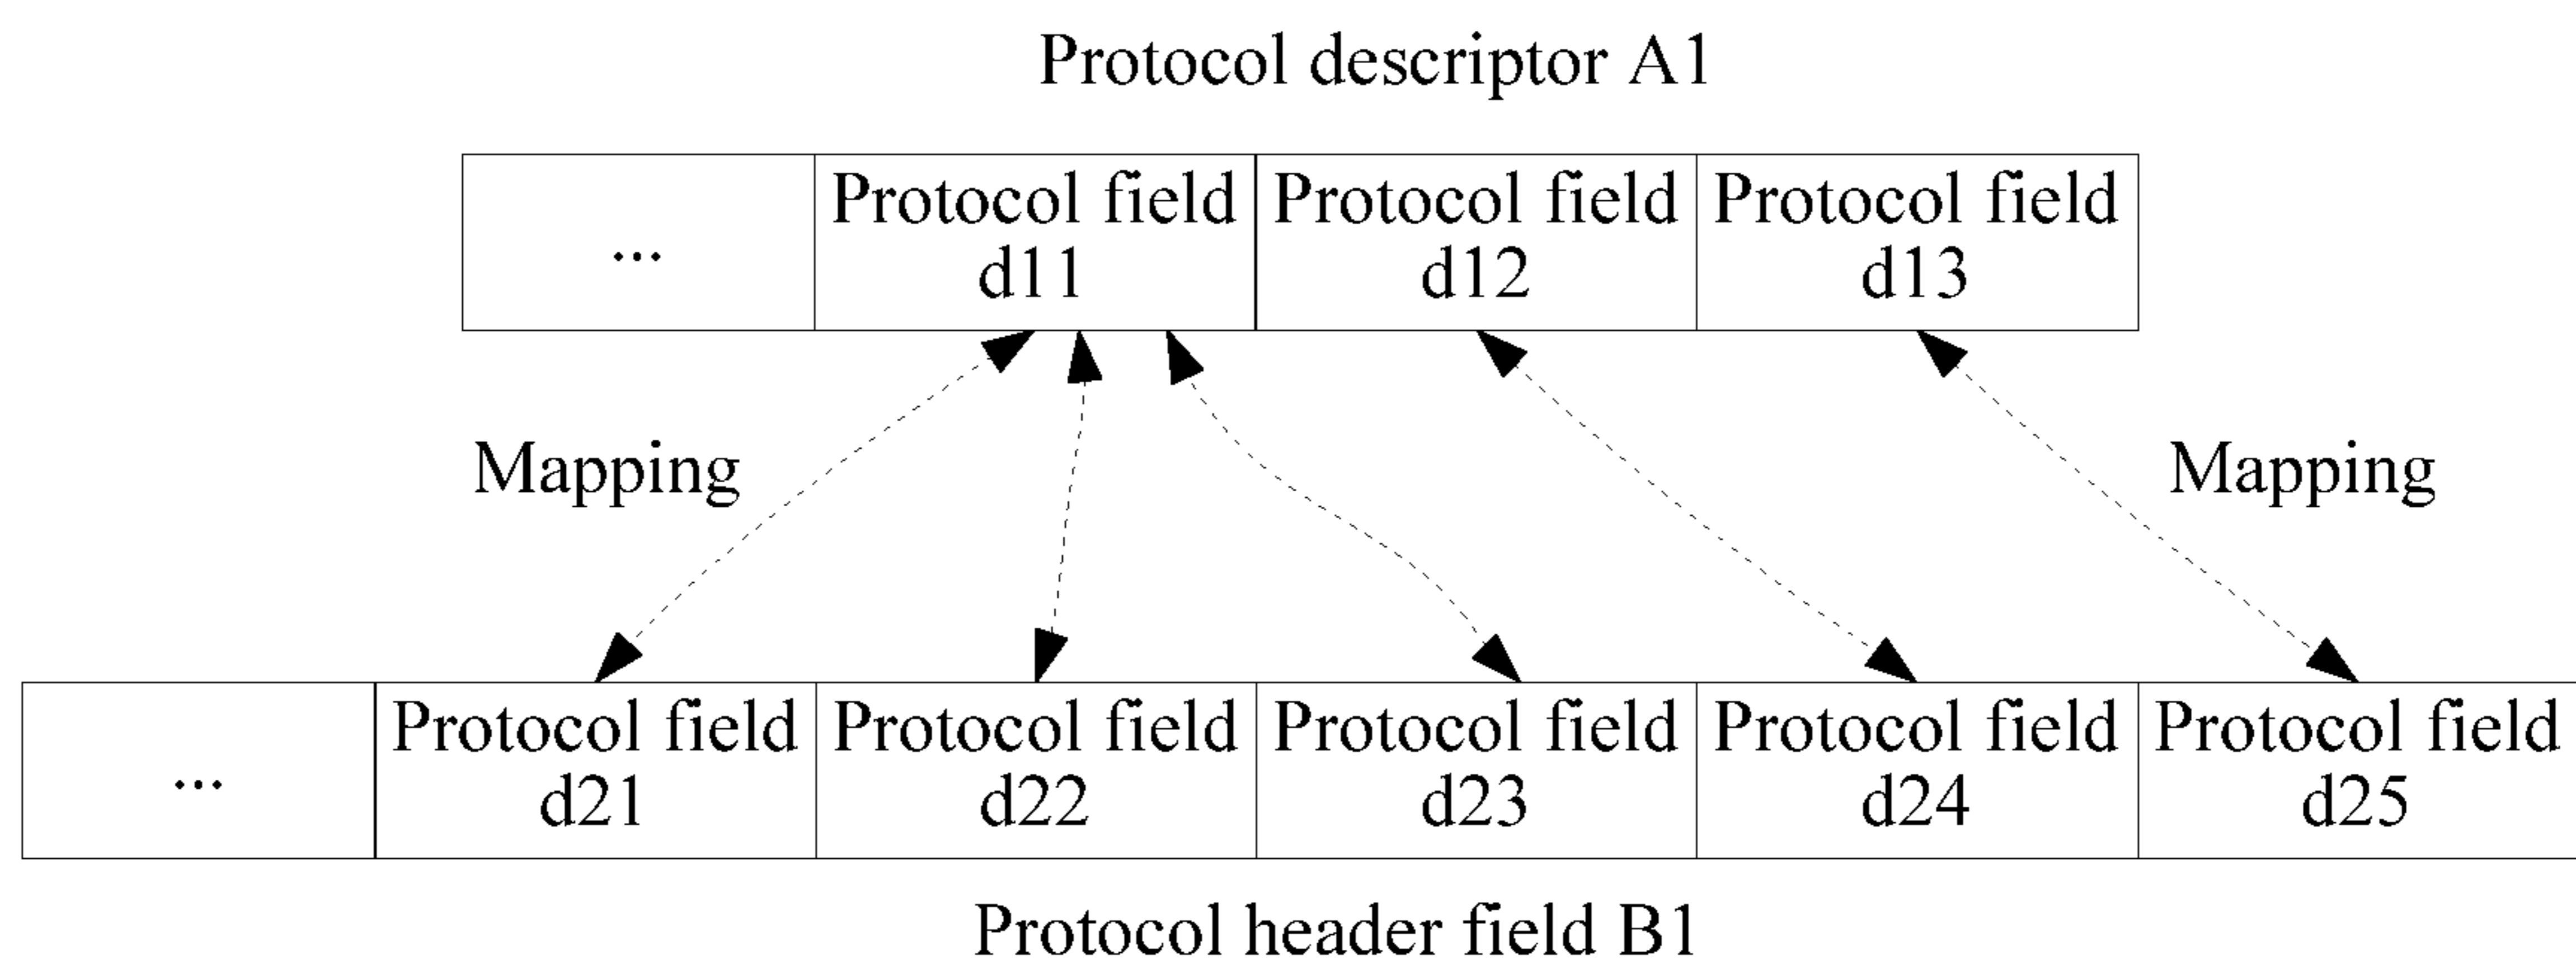 Protocol descriptor A1
...
Protocol field
d11
Protocol field
d12
Protocol field
d13
Mapping
Mapping
...
Protocol field
d21
Protocol field
d22
Protocol field
d23
Protocol field
d24
Protocol field
d25
Protocol header field B1